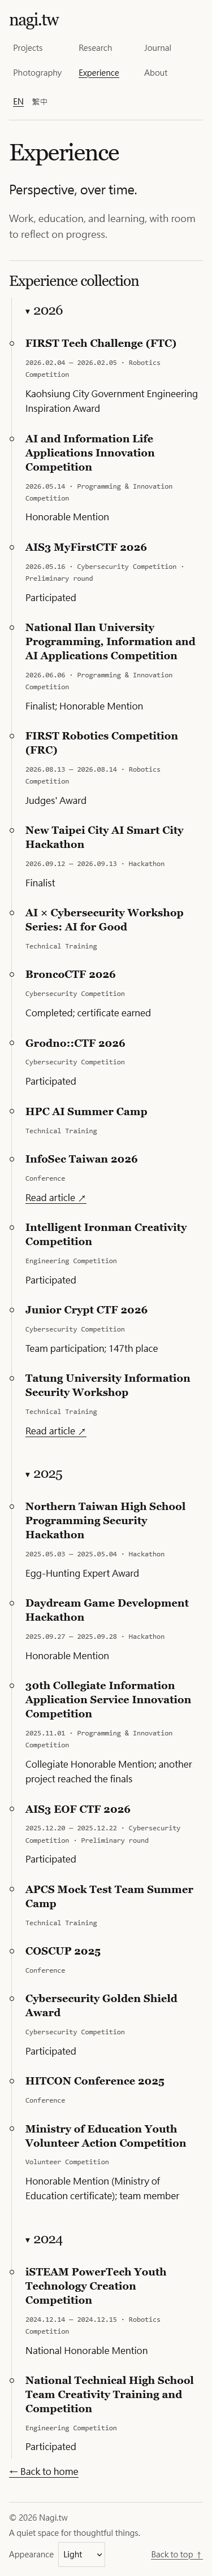 nagi.tw
Projects Research Journal
Photography Experience About
EN 繁中
Experience
Perspective, over time.
Work, education, and learning, with room
to reflect on progress.
Experience collection
▾ 2026
FIRST Tech Challenge (FTC)
2026.02.04 — 2026.02.05 · Robotics
Competition
Kaohsiung City Government Engineering
Inspiration Award
AI and Information Life
Applications Innovation
Competition
2026.05.14 · Programming & Innovation
Competition
Honorable Mention
AIS3 MyFirstCTF 2026
2026.05.16 · Cybersecurity Competition ·
Preliminary round
Participated
National Ilan University
Programming, Information and
AI Applications Competition
2026.06.06 · Programming & Innovation
Competition
Finalist; Honorable Mention
FIRST Robotics Competition
(FRC)
2026.08.13 — 2026.08.14 · Robotics
Competition
Judges' Award
New Taipei City AI Smart City
Hackathon
2026.09.12 — 2026.09.13 · Hackathon
Finalist
AI × Cybersecurity Workshop
Series: AI for Good
Technical Training
BroncoCTF 2026
Cybersecurity Competition
Completed; certificate earned
Grodno::CTF 2026
Cybersecurity Competition
Participated
HPC AI Summer Camp
Technical Training
InfoSec Taiwan 2026
Conference
Read article ↗
Intelligent Ironman Creativity
Competition
Engineering Competition
Participated
Junior Crypt CTF 2026
Cybersecurity Competition
Team participation; 147th place
Tatung University Information
Security Workshop
Technical Training
Read article ↗
▾ 2025
Northern Taiwan High School
Programming Security
Hackathon
2025.05.03 — 2025.05.04 · Hackathon
Egg-Hunting Expert Award
Daydream Game Development
Hackathon
2025.09.27 — 2025.09.28 · Hackathon
Honorable Mention
30th Collegiate Information
Application Service Innovation
Competition
2025.11.01 · Programming & Innovation
Competition
Collegiate Honorable Mention; another
project reached the finals
AIS3 EOF CTF 2026
2025.12.20 — 2025.12.22 · Cybersecurity
Competition · Preliminary round
Participated
APCS Mock Test Team Summer
Camp
Technical Training
COSCUP 2025
Conference
Cybersecurity Golden Shield
Award
Cybersecurity Competition
Participated
HITCON Conference 2025
Conference
Ministry of Education Youth
Volunteer Action Competition
Volunteer Competition
Honorable Mention (Ministry of
Education certificate); team member
▾ 2024
iSTEAM PowerTech Youth
Technology Creation
Competition
2024.12.14 — 2024.12.15 · Robotics
Competition
National Honorable Mention
National Technical High School
Team Creativity Training and
Competition
Engineering Competition
Participated
← Back to home
© 2026 Nagi.tw
A quiet space for thoughtful things.
Appearance Light Back to top ↑